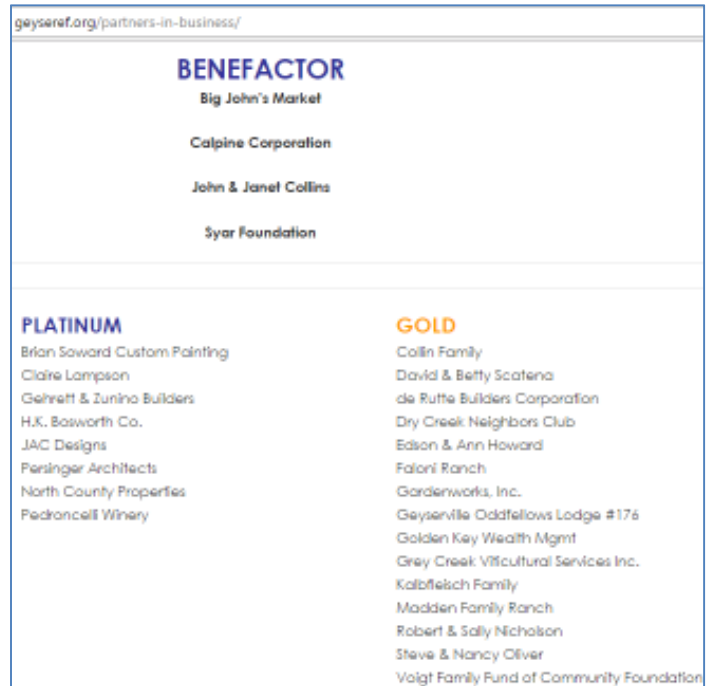 geyseref.org/partners-in-business/
BENEFACTOR
Big John's Market
Calpine Corporation
John & Janet Collins
Syar Foundation
PLATINUM
Brian Soward Custom Painting
Claire Lampson
Gehrett & Zunino Builders
H.K. Bosworth Co.
JAC Designs
Persinger Architects
North County Properties
Pedroncelli Winery
GOLD
Collin Family
David & Betty Scatena
de Rutte Builders Corporation
Dry Creek Neighbors Club
Edson & Ann Howard
Faloni Ranch
Gardenworks, Inc.
Geyserville Oddfellows Lodge #176
Golden Key Wealth Mgmt
Grey Creek Viticultural Services Inc.
Kalbfleisch Family
Madden Family Ranch
Robert & Sally Nicholson
Steve & Nancy Oliver
Voigt Family Fund of Community Foundation